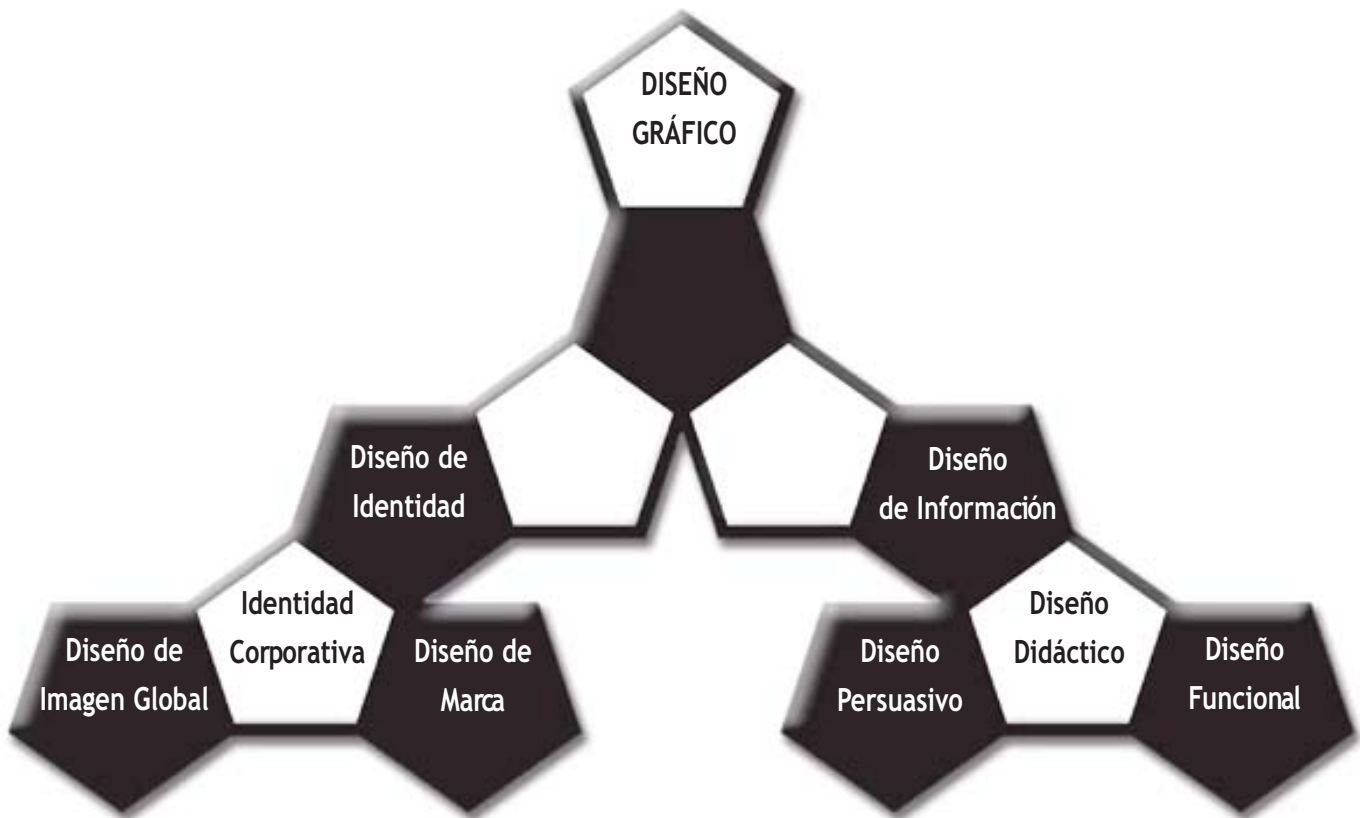 DISEÑO
GRÁFICO
Diseño de
Identidad
Diseño
de Información
Identidad
Corporativa
Diseño de
Imagen Global
Diseño de
Marca
Diseño
Didáctico
Diseño
Persuasivo
Diseño
Funcional